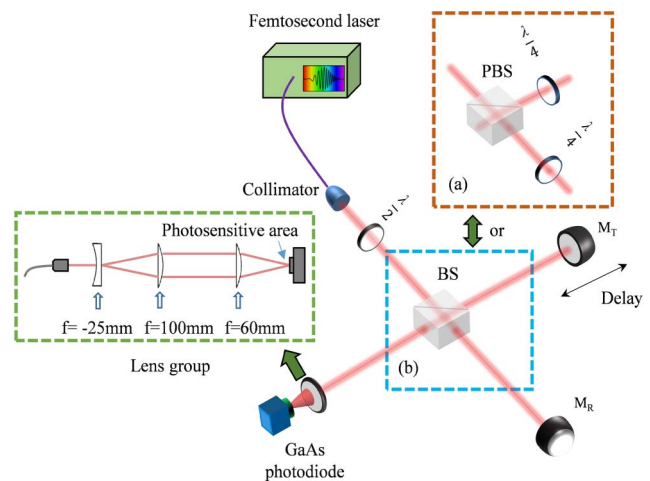 Femtosecond laser
λ/4
PBS
λ/4
(a)
Collimator
λ/2
or
M_T
Photosensitive area
BS
Delay
f= -25mm f=100mm f=60mm
(b)
Lens group
M_R
GaAs
photodiode